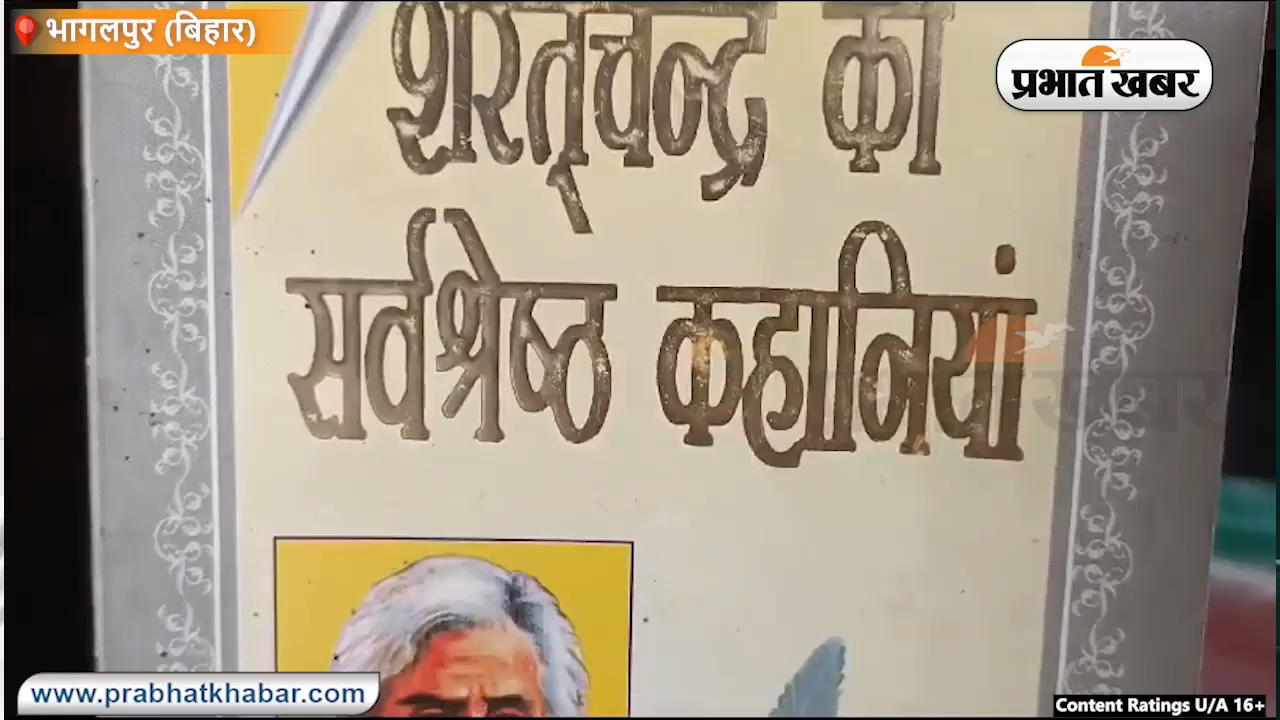 भागलपुर (बिहार)
प्रभात खबर
शरत्चन्द्र की
सर्वश्रेष्ठ कहानियां
www.prabhatkhabar.com
Content Ratings U/A 16+